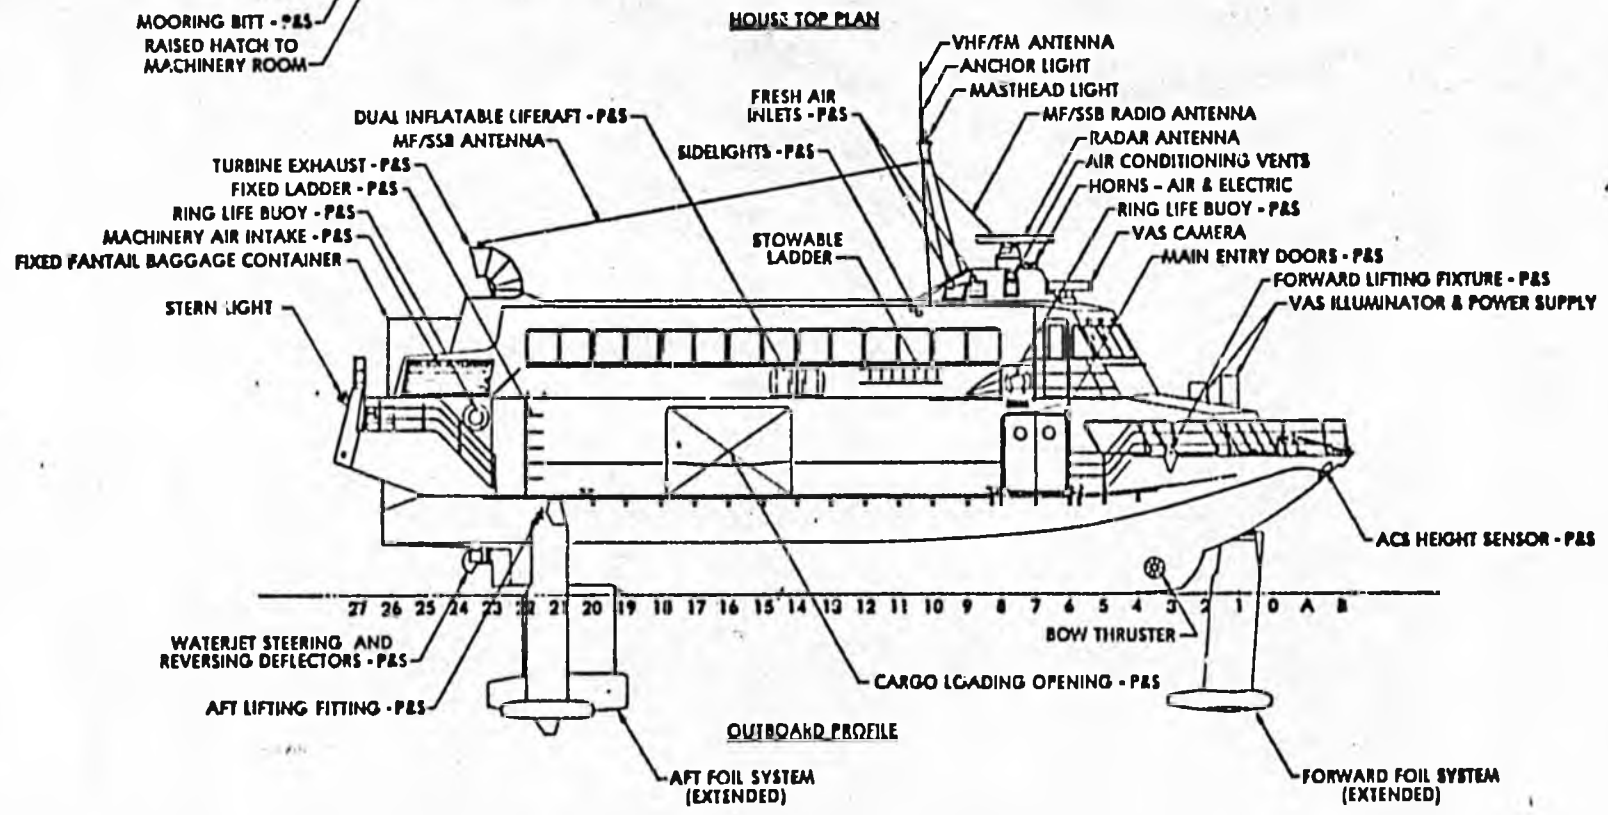 MOORING BITT - P&S
RAISED HATCH TO
MACHINERY ROOM
HOUSE TOP PLAN
VHF/FM ANTENNA
ANCHOR LIGHT
MASTHEAD LIGHT
MF/SSB RADIO ANTENNA
RADAR ANTENNA
AIR CONDITIONING VENTS
HORNS - AIR & ELECTRIC
RING LIFE BUOY - P&S
VAS CAMERA
MAIN ENTRY DOORS - P&S
FORWARD LIFTING FIXTURE - P&S
VAS ILLUMINATOR & POWER SUPPLY
FRESH AIR
INLETS - P&S
SIDELIGHTS - P&S
DUAL INFLATABLE LIFERAFT - P&S
MF/SSB ANTENNA
TURBINE EXHAUST - P&S
FIXED LADDER - P&S
RING LIFE BUOY - P&S
MACHINERY AIR INTAKE - P&S
FIXED FANTAIL BAGGAGE CONTAINER
STERN LIGHT
STOWABLE
LADDER
ACS HEIGHT SENSOR - P&S
27 26 25 24 23 22 21 20 19 18 17 16 15 14 13 12 11 10 9 8 7 6 5 4 3 2 1 0 A B
BOW THRUSTER
WATERJET STEERING AND
REVERSING DEFLECTORS - P&S
AFT LIFTING FITTING - P&S
CARGO LOADING OPENING - P&S
OUTBOARD PROFILE
AFT FOIL SYSTEM
(EXTENDED)
FORWARD FOIL SYSTEM
(EXTENDED)